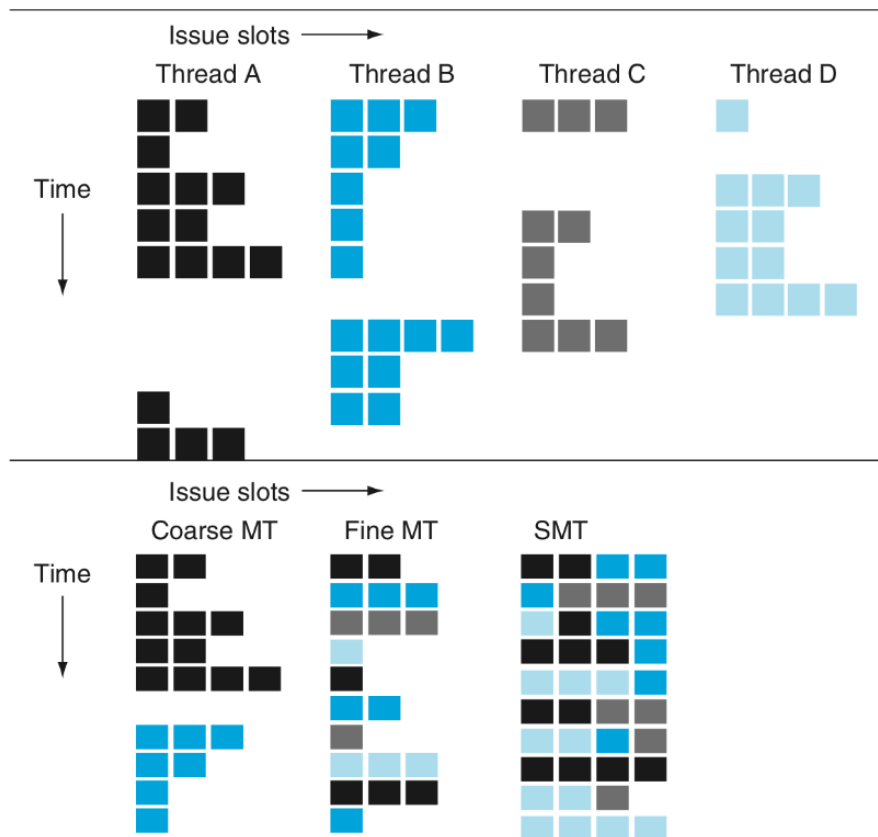 Issue slots
Thread A Thread B Thread C Thread D
Time
Issue slots
Coarse MT Fine MT SMT
Time